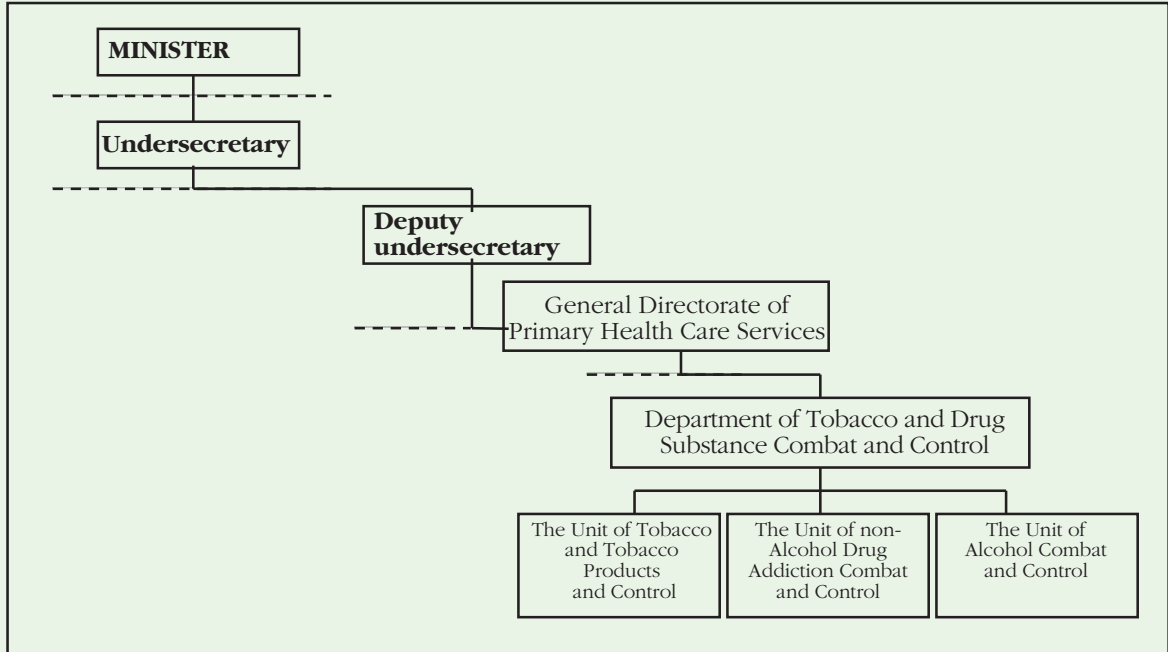 MINISTER
Undersecretary
Deputy
undersecretary
General Directorate of
Primary Health Care Services
Department of Tobacco and Drug
Substance Combat and Control
The Unit of Tobacco
and Tobacco
Products
and Control
The Unit of non-
Alcohol Drug
Addiction Combat
and Control
The Unit of
Alcohol Combat
and Control